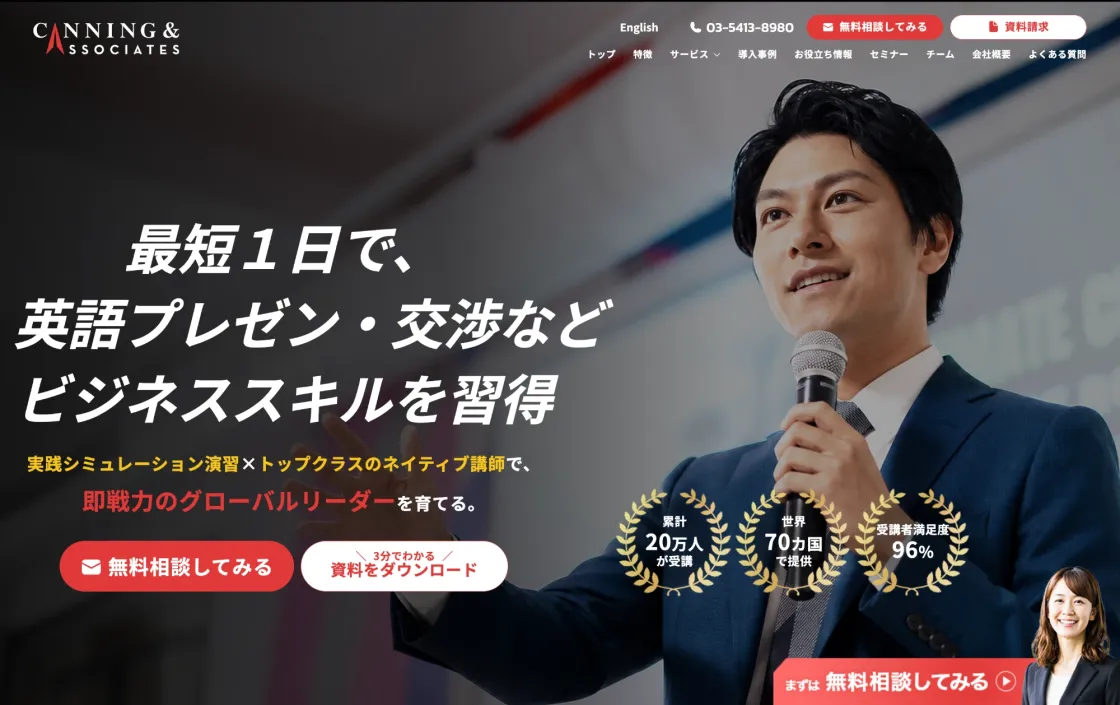 CANNING &
ASSOCIATES
English
03-5413-8980
無料相談してみる
資料請求
トップ
特徴
サービス
導入事例
お役立ち情報
セミナー
チーム
会社概要
よくある質問
最短１日で、
英語プレゼン・交渉など
ビジネススキルを習得
実践シミュレーション演習×トップクラスのネイティブ講師で、
即戦力のグローバルリーダーを育てる。
無料相談してみる
3分でわかる
資料をダウンロード
累計
20万人
が受講
世界
70カ国
で提供
受講者満足度
96%
まずは 無料相談してみる